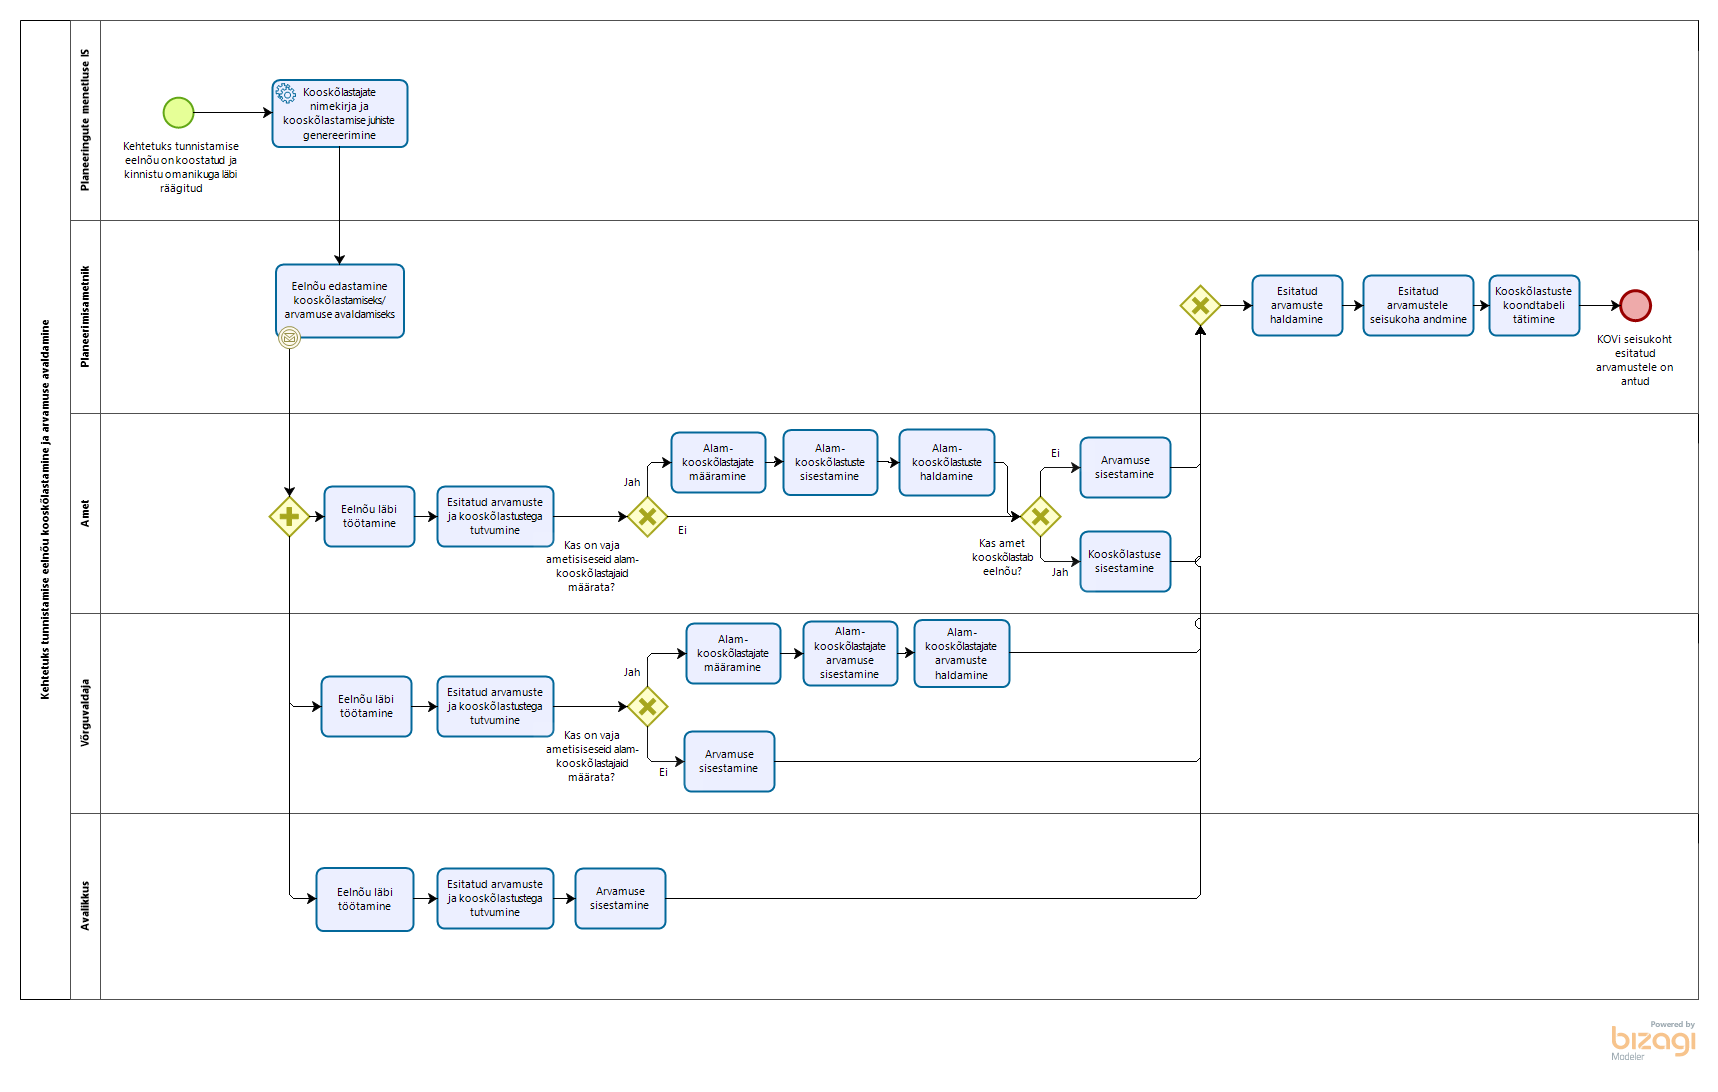 Kehtetuks tunnistamise eelnõu kooskõlastamine ja arvamuse avaldamine
Planeeringute menetluse IS
Kehtetuks tunnistamise
eelnõu on koostatud ja
kinnistu omanikuga läbi
räägitud
Kooskõlastajate
nimekirja ja
kooskõlastamise juhiste
genereerimine
Planeerimisametnik
Eelnõu edastamine
kooskõlastamiseks/
arvamuse avaldamiseks
Esitatud
arvamuste
haldamine
Esitatud
arvamustele
seisukoha andmine
Kooskõlastuste
koondtabeli
tätimine
KOVi seisukoht
esitatud
arvamustele on
antud
Amet
Eelnõu läbi
töötamine
Esitatud arvamuste
ja kooskõlastustega
tutvumine
Kas on vaja
ametisiseseid alam-
kooskõlastajaid
määrata?
Jah
Ei
Alam-
kooskõlastajate
määramine
Alam-
kooskõlastuste
sisestamine
Alam-
kooskõlastuste
haldamine
Kas amet
kooskõlastab
eelnõu?
Ei
Jah
Arvamuse
sisestamine
Kooskõlastuse
sisestamine
Võrguvaldaja
Eelnõu läbi
töötamine
Esitatud arvamuste
ja kooskõlastustega
tutvumine
Kas on vaja
ametisiseseid alam-
kooskõlastajaid
määrata?
Jah
Ei
Alam-
kooskõlastajate
määramine
Alam-
kooskõlastajate
arvamuse
sisestamine
Alam-
kooskõlastajate
arvamuste
haldamine
Arvamuse
sisestamine
Avalikkus
Eelnõu läbi
töötamine
Esitatud arvamuste
ja kooskõlastustega
tutvumine
Arvamuse
sisestamine
Powered by
bizagi
Modeler